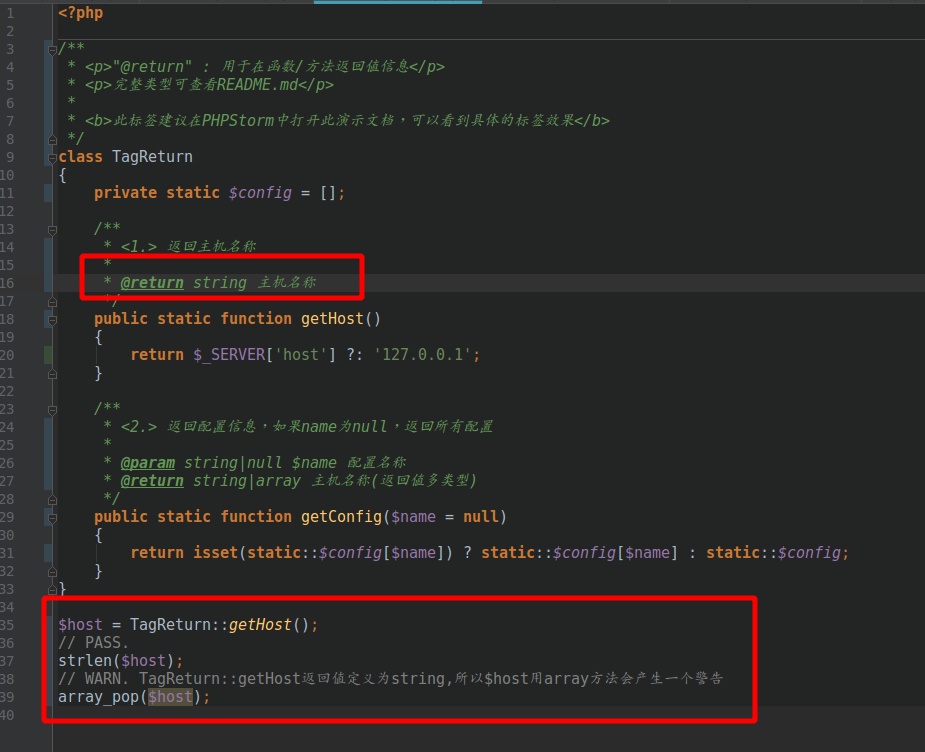 1 <?php
2
3 /**
4  * <p>"@return" : 用于在函数/方法返回值信息</p>
5  * <p>完整类型可查看README.md</p>
6  *
7  * <b>此标签建议在PHPStorm中打开此演示文档，可以看到具体的标签效果</b>
8  */
9 class TagReturn
10 {
11     private static $config = [];
12
13     /**
14      * <1.> 返回主机名称
15      *
16      * @return string 主机名称
17      */
18     public static function getHost()
19     {
20         return $_SERVER['host'] ?: '127.0.0.1';
21     }
22
23     /**
24      * <2.> 返回配置信息，如果name为null，返回所有配置
25      *
26      * @param string|null $name 配置名称
27      * @return string|array 主机名称(返回值多类型)
28      */
29     public static function getConfig($name = null)
30     {
31         return isset(static::$config[$name]) ? static::$config[$name] : static::$config;
32     }
33 }
34
35 $host = TagReturn::getHost();
36 // PASS.
37 strlen($host);
38 // WARN. TagReturn::getHost返回值定义为string,所以$host用array方法会产生一个警告
39 array_pop($host);
40